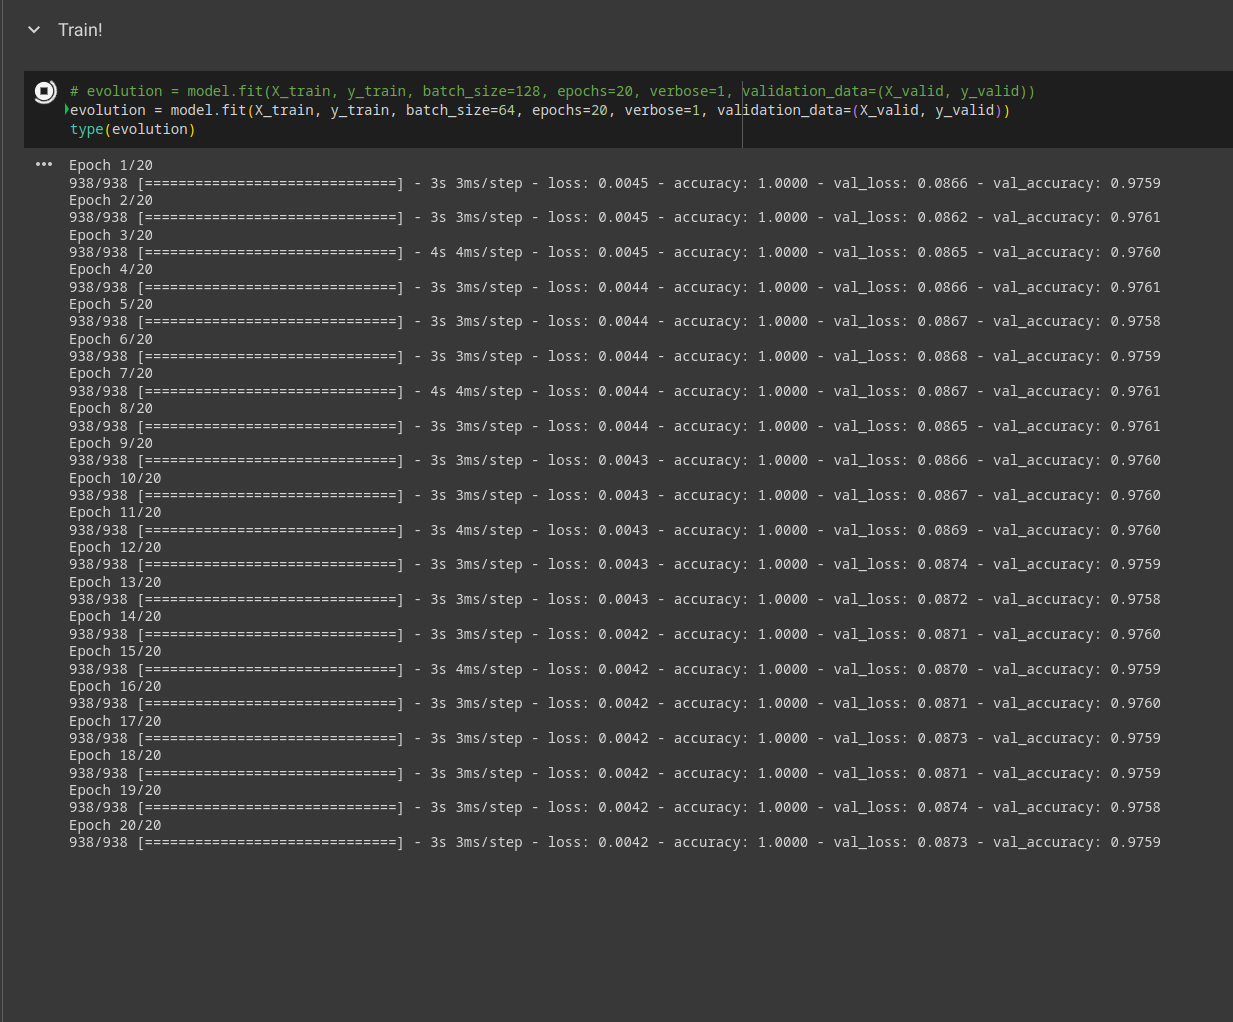 Train!
# evolution = model.fit(X_train, y_train, batch_size=128, epochs=20, verbose=1, validation_data=(X_valid, y_valid))
evolution = model.fit(X_train, y_train, batch_size=64, epochs=20, verbose=1, validation_data=(X_valid, y_valid))
type(evolution)
Epoch 1/20
938/938 [==============================] - 3s 3ms/step - loss: 0.0045 - accuracy: 1.0000 - val_loss: 0.0866 - val_accuracy: 0.9759
Epoch 2/20
938/938 [==============================] - 3s 3ms/step - loss: 0.0045 - accuracy: 1.0000 - val_loss: 0.0862 - val_accuracy: 0.9761
Epoch 3/20
938/938 [==============================] - 4s 4ms/step - loss: 0.0045 - accuracy: 1.0000 - val_loss: 0.0865 - val_accuracy: 0.9760
Epoch 4/20
938/938 [==============================] - 3s 3ms/step - loss: 0.0044 - accuracy: 1.0000 - val_loss: 0.0866 - val_accuracy: 0.9761
Epoch 5/20
938/938 [==============================] - 3s 3ms/step - loss: 0.0044 - accuracy: 1.0000 - val_loss: 0.0867 - val_accuracy: 0.9758
Epoch 6/20
938/938 [==============================] - 3s 3ms/step - loss: 0.0044 - accuracy: 1.0000 - val_loss: 0.0868 - val_accuracy: 0.9759
Epoch 7/20
938/938 [==============================] - 4s 4ms/step - loss: 0.0044 - accuracy: 1.0000 - val_loss: 0.0867 - val_accuracy: 0.9761
Epoch 8/20
938/938 [==============================] - 3s 3ms/step - loss: 0.0044 - accuracy: 1.0000 - val_loss: 0.0865 - val_accuracy: 0.9761
Epoch 9/20
938/938 [==============================] - 3s 3ms/step - loss: 0.0043 - accuracy: 1.0000 - val_loss: 0.0866 - val_accuracy: 0.9760
Epoch 10/20
938/938 [==============================] - 3s 3ms/step - loss: 0.0043 - accuracy: 1.0000 - val_loss: 0.0867 - val_accuracy: 0.9760
Epoch 11/20
938/938 [==============================] - 3s 4ms/step - loss: 0.0043 - accuracy: 1.0000 - val_loss: 0.0869 - val_accuracy: 0.9760
Epoch 12/20
938/938 [==============================] - 3s 3ms/step - loss: 0.0043 - accuracy: 1.0000 - val_loss: 0.0874 - val_accuracy: 0.9759
Epoch 13/20
938/938 [==============================] - 3s 3ms/step - loss: 0.0043 - accuracy: 1.0000 - val_loss: 0.0872 - val_accuracy: 0.9758
Epoch 14/20
938/938 [==============================] - 3s 3ms/step - loss: 0.0042 - accuracy: 1.0000 - val_loss: 0.0871 - val_accuracy: 0.9760
Epoch 15/20
938/938 [==============================] - 3s 4ms/step - loss: 0.0042 - accuracy: 1.0000 - val_loss: 0.0870 - val_accuracy: 0.9759
Epoch 16/20
938/938 [==============================] - 3s 3ms/step - loss: 0.0042 - accuracy: 1.0000 - val_loss: 0.0871 - val_accuracy: 0.9760
Epoch 17/20
938/938 [==============================] - 3s 3ms/step - loss: 0.0042 - accuracy: 1.0000 - val_loss: 0.0873 - val_accuracy: 0.9759
Epoch 18/20
938/938 [==============================] - 3s 3ms/step - loss: 0.0042 - accuracy: 1.0000 - val_loss: 0.0871 - val_accuracy: 0.9759
Epoch 19/20
938/938 [==============================] - 3s 3ms/step - loss: 0.0042 - accuracy: 1.0000 - val_loss: 0.0874 - val_accuracy: 0.9758
Epoch 20/20
938/938 [==============================] - 3s 3ms/step - loss: 0.0042 - accuracy: 1.0000 - val_loss: 0.0873 - val_accuracy: 0.9759